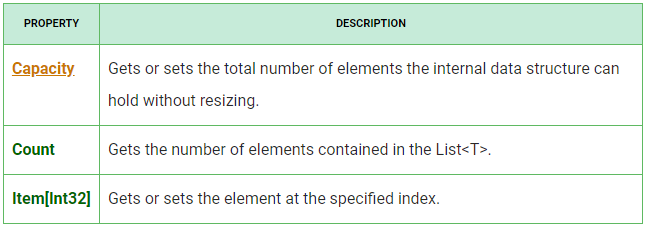 PROPERTY DESCRIPTION
Capacity Gets or sets the total number of elements the internal data structure can
hold without resizing.
Count Gets the number of elements contained in the List<T>.
Item[Int32] Gets or sets the element at the specified index.